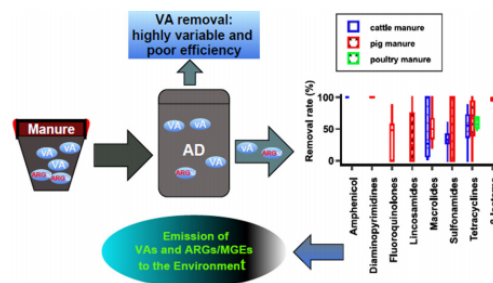 VA removal:
highly variable and
poor efficiency
cattle manure
pig manure
poultry manure
Manure
VA
VA
VA
VA
ARG
ARG
AD
VA
VA
VA
ARG
VA
ARG
Removal rate (%)
100
50
0
Amphenicol
Diaminopyrimidines
Fluoroquinolones
Lincosamides
Macrolides
Sulfonamides
Tetracyclines
Emission of
VAs and ARGs/MGEs
to the Environment